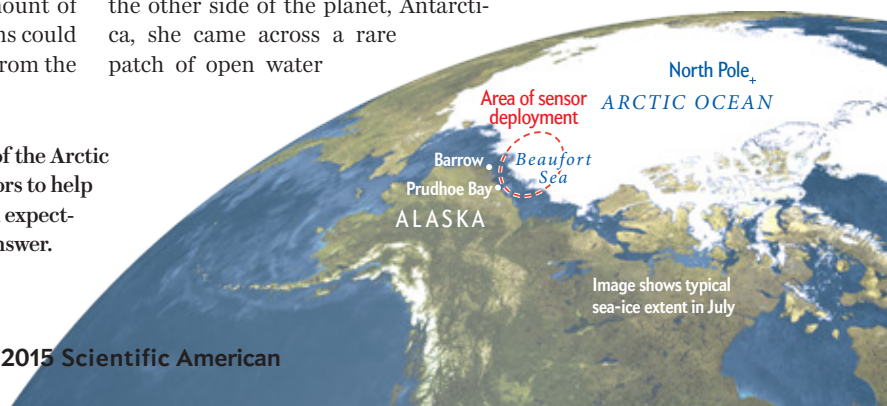 mount of
ns could
from the
the other side of the planet, Antarcti-
ca, she came across a rare
patch of open water
of the Arctic
ors to help
expect-
nswer.
North Pole
ARCTIC OCEAN
Area of sensor
deployment
Beaufort
Sea
Barrow
Prudhoe Bay
ALASKA
Image shows typical
sea-ice extent in July
2015 Scientific American